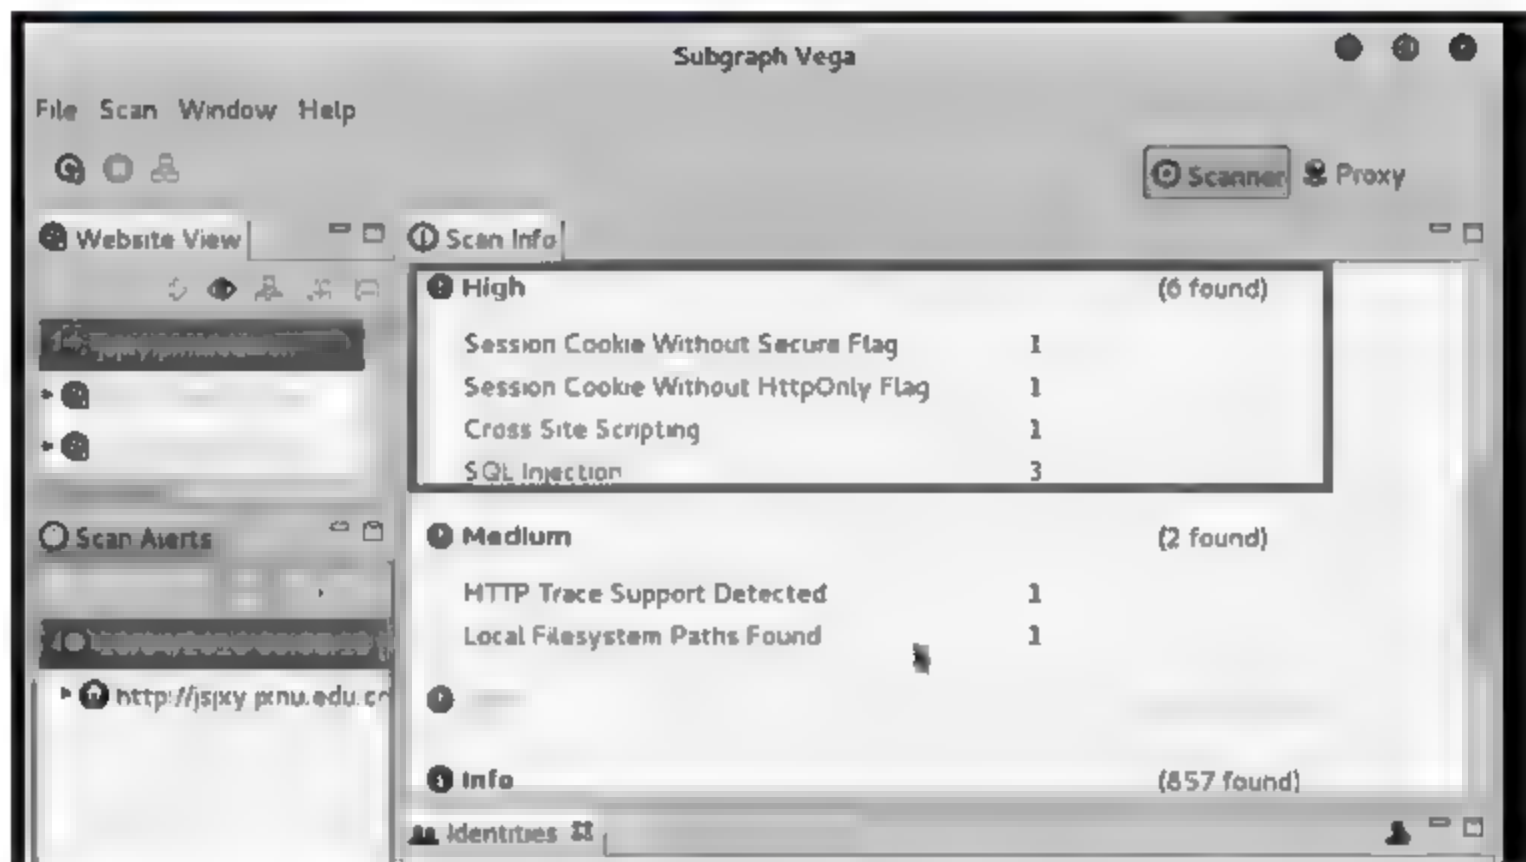 Subgraph Vega
File Scan Window Help
Scanner Proxy
Website View
Scan Info
High (6 found)
Session Cookie Without Secure Flag 1
Session Cookie Without HttpOnly Flag 1
Cross Site Scripting 1
SQL Injection 3
Scan Alerts
Medium (2 found)
HTTP Trace Support Detected 1
Local Filesystem Paths Found 1
Info (857 found)
Identities